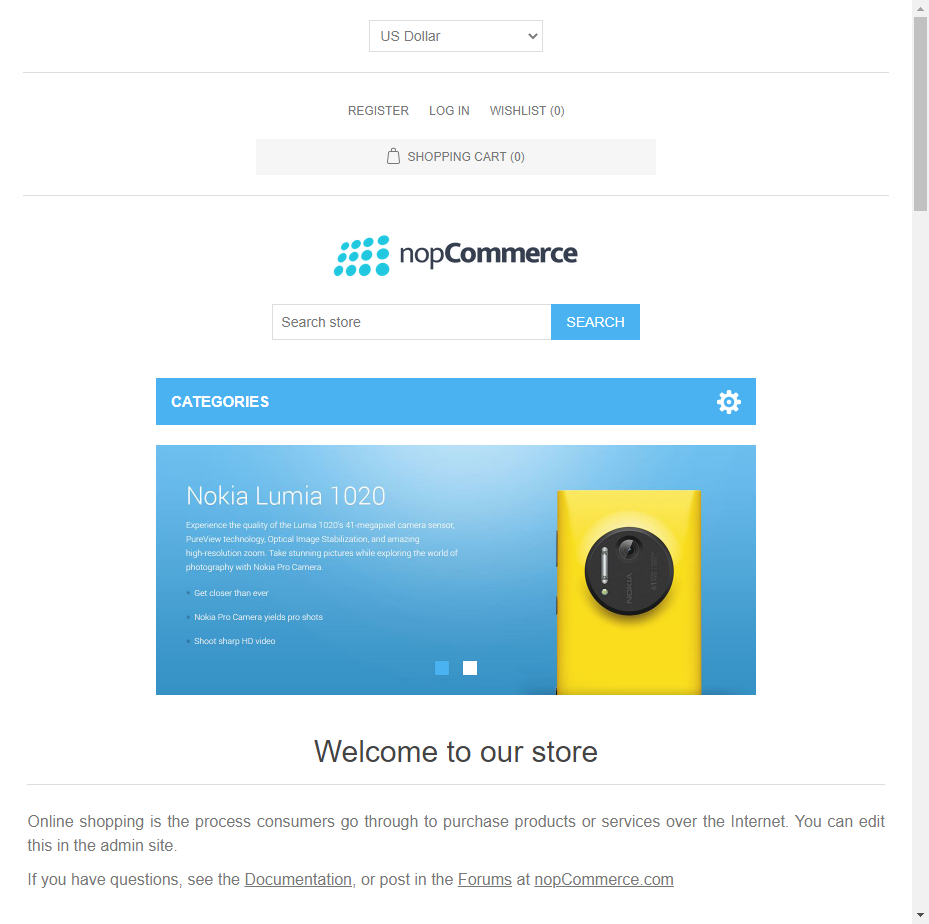 US Dollar
REGISTER LOG IN WISHLIST (0)
SHOPPING CART (0)
nopCommerce
Search store SEARCH
CATEGORIES
Nokia Lumia 1020
Experience the quality of the Lumia 1020's 41-megapixel camera sensor,
PureView technology, Optical Image Stabilization, and amazing
high-resolution zoom. Take stunning pictures while exploring the world of
photography with Nokia Pro Camera.
Get closer than ever
Nokia Pro Camera yields pro shots
Shoot sharp HD video
NOKIA
Welcome to our store
Online shopping is the process consumers go through to purchase products or services over the Internet. You can edit
this in the admin site.
If you have questions, see the Documentation, or post in the Forums at nopCommerce.com